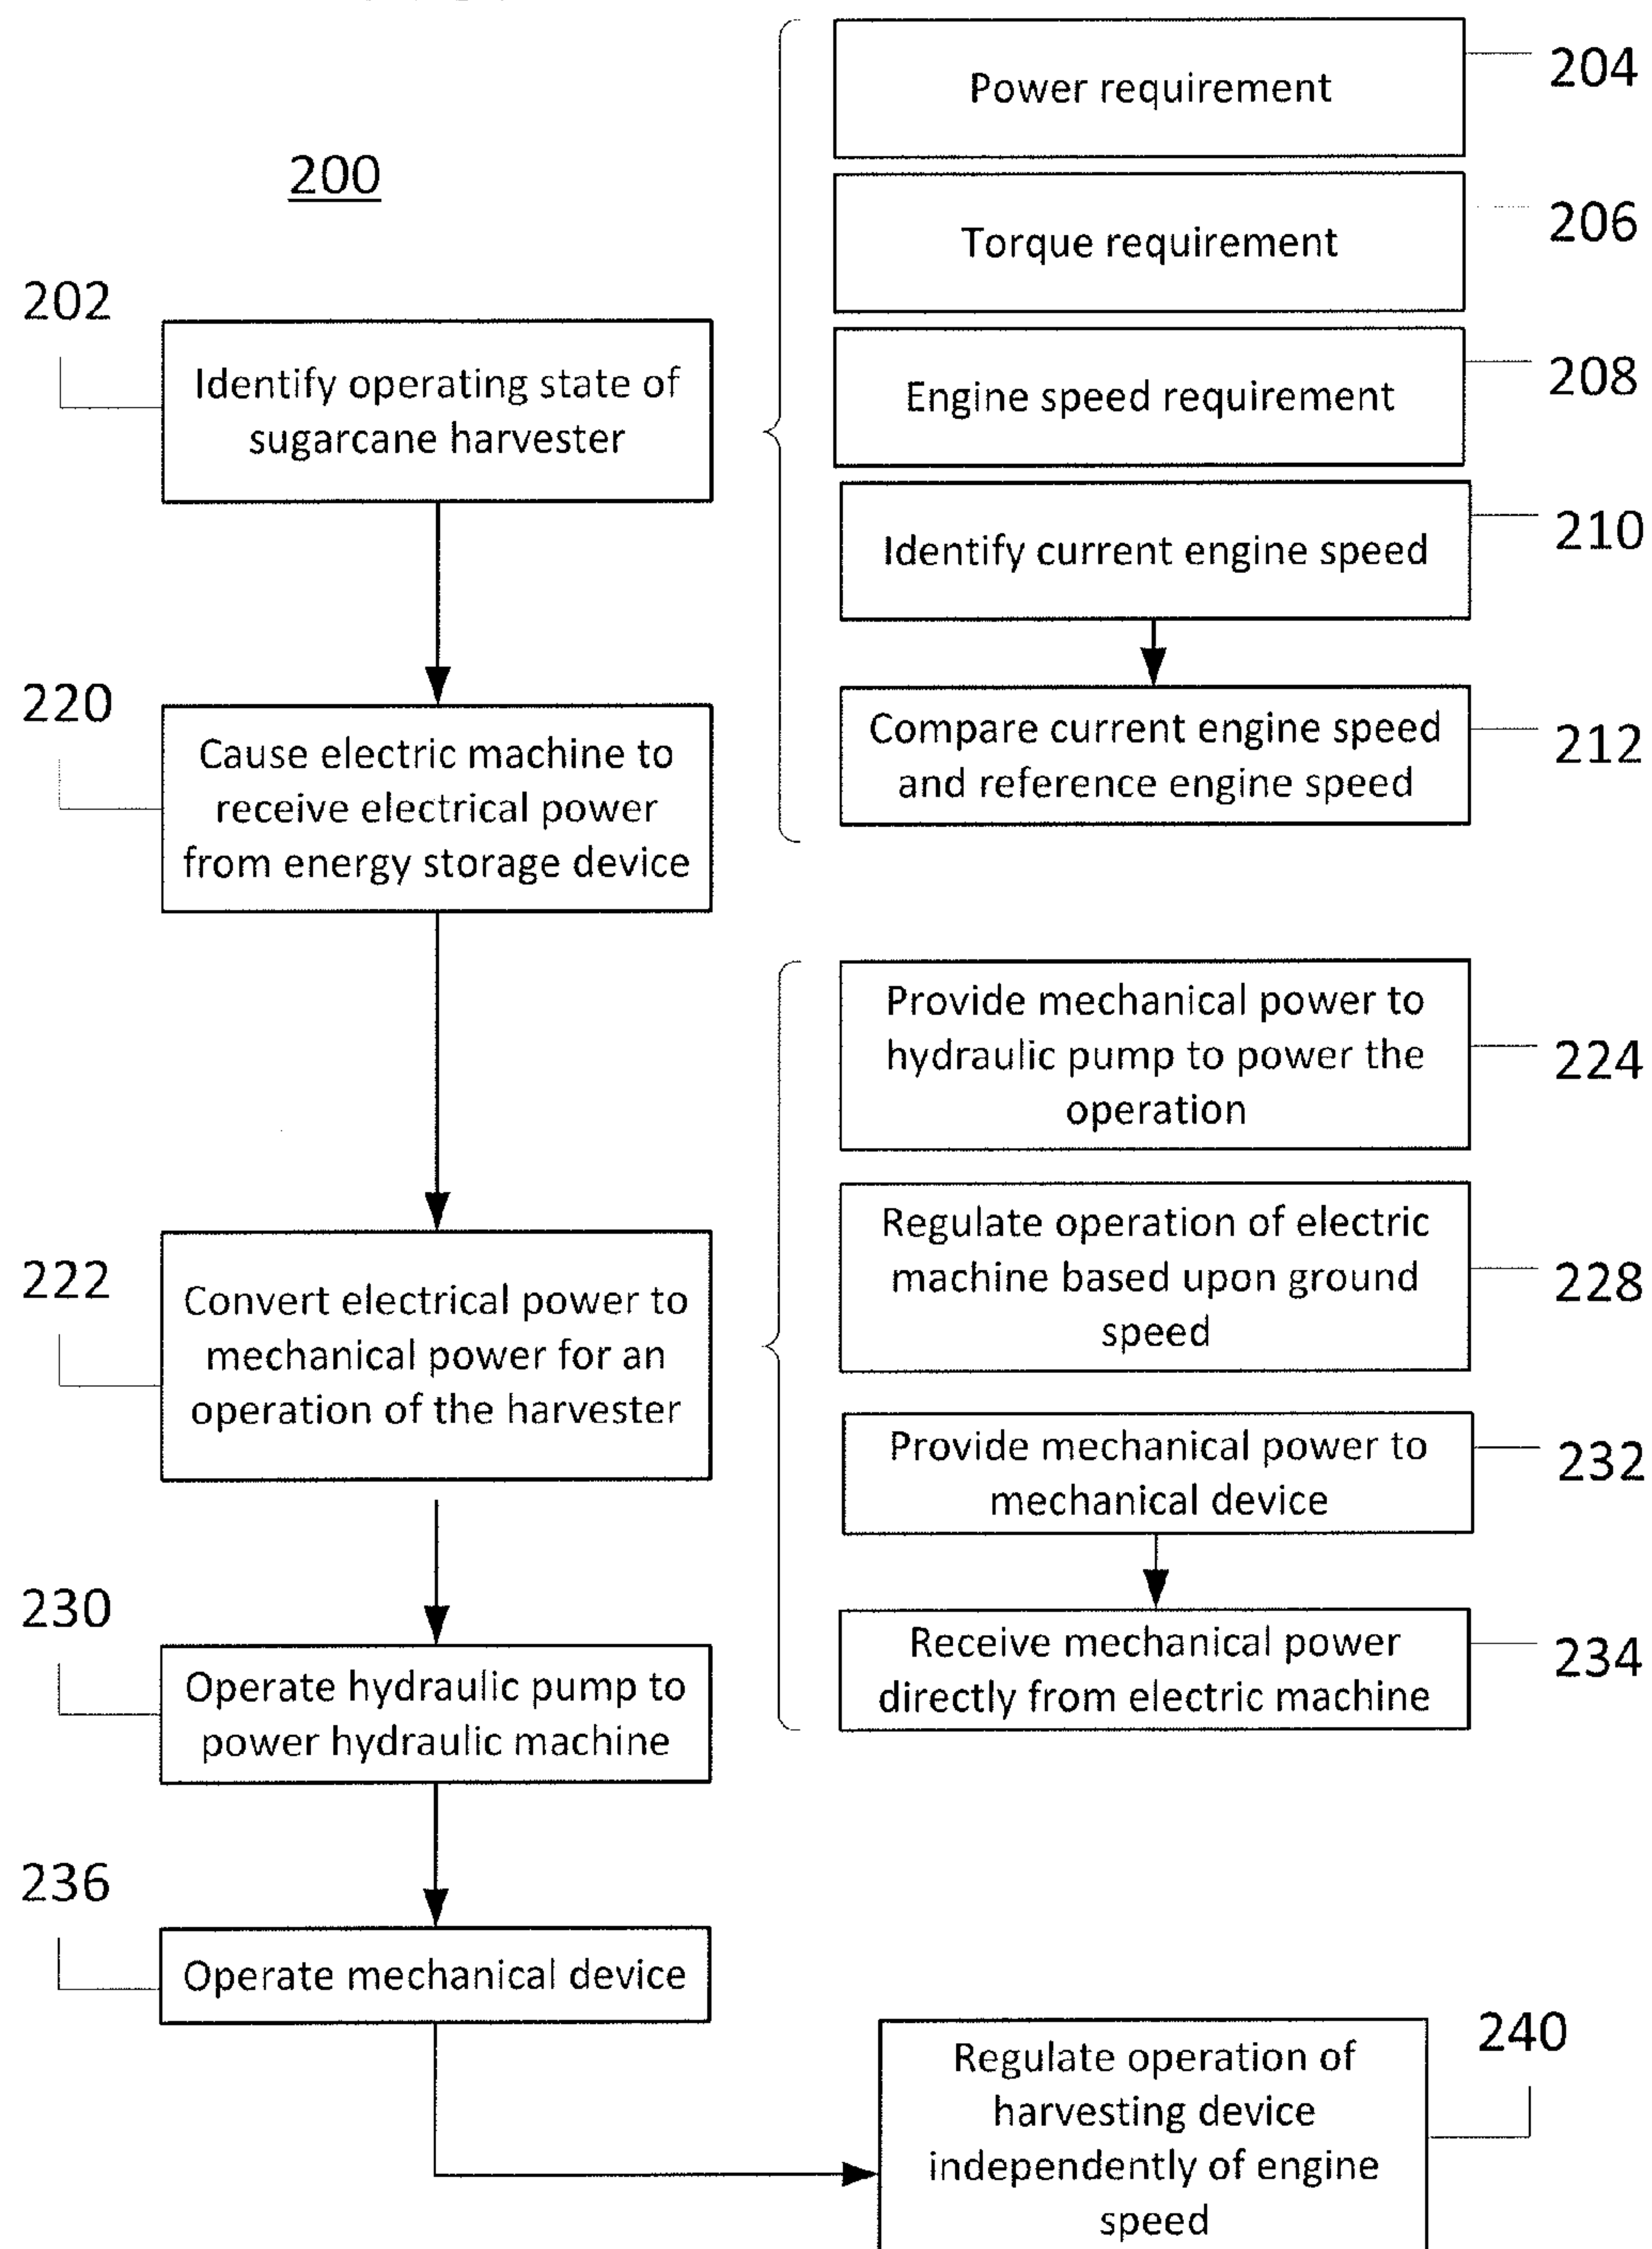 200
202
Identify operating state of
sugarcane harvester
Power requirement
204
Torque requirement
206
Engine speed requirement
208
Identify current engine speed
210
Compare current engine speed
and reference engine speed
212
220
Cause electric machine to
receive electrical power
from energy storage device
222
Convert electrical power to
mechanical power for an
operation of the harvester
Provide mechanical power to
hydraulic pump to power the
operation
224
Regulate operation of electric
machine based upon ground
speed
228
Provide mechanical power to
mechanical device
232
Receive mechanical power
directly from electric machine
234
230
Operate hydraulic pump to
power hydraulic machine
236
Operate mechanical device
240
Regulate operation of
harvesting device
independently of engine
speed